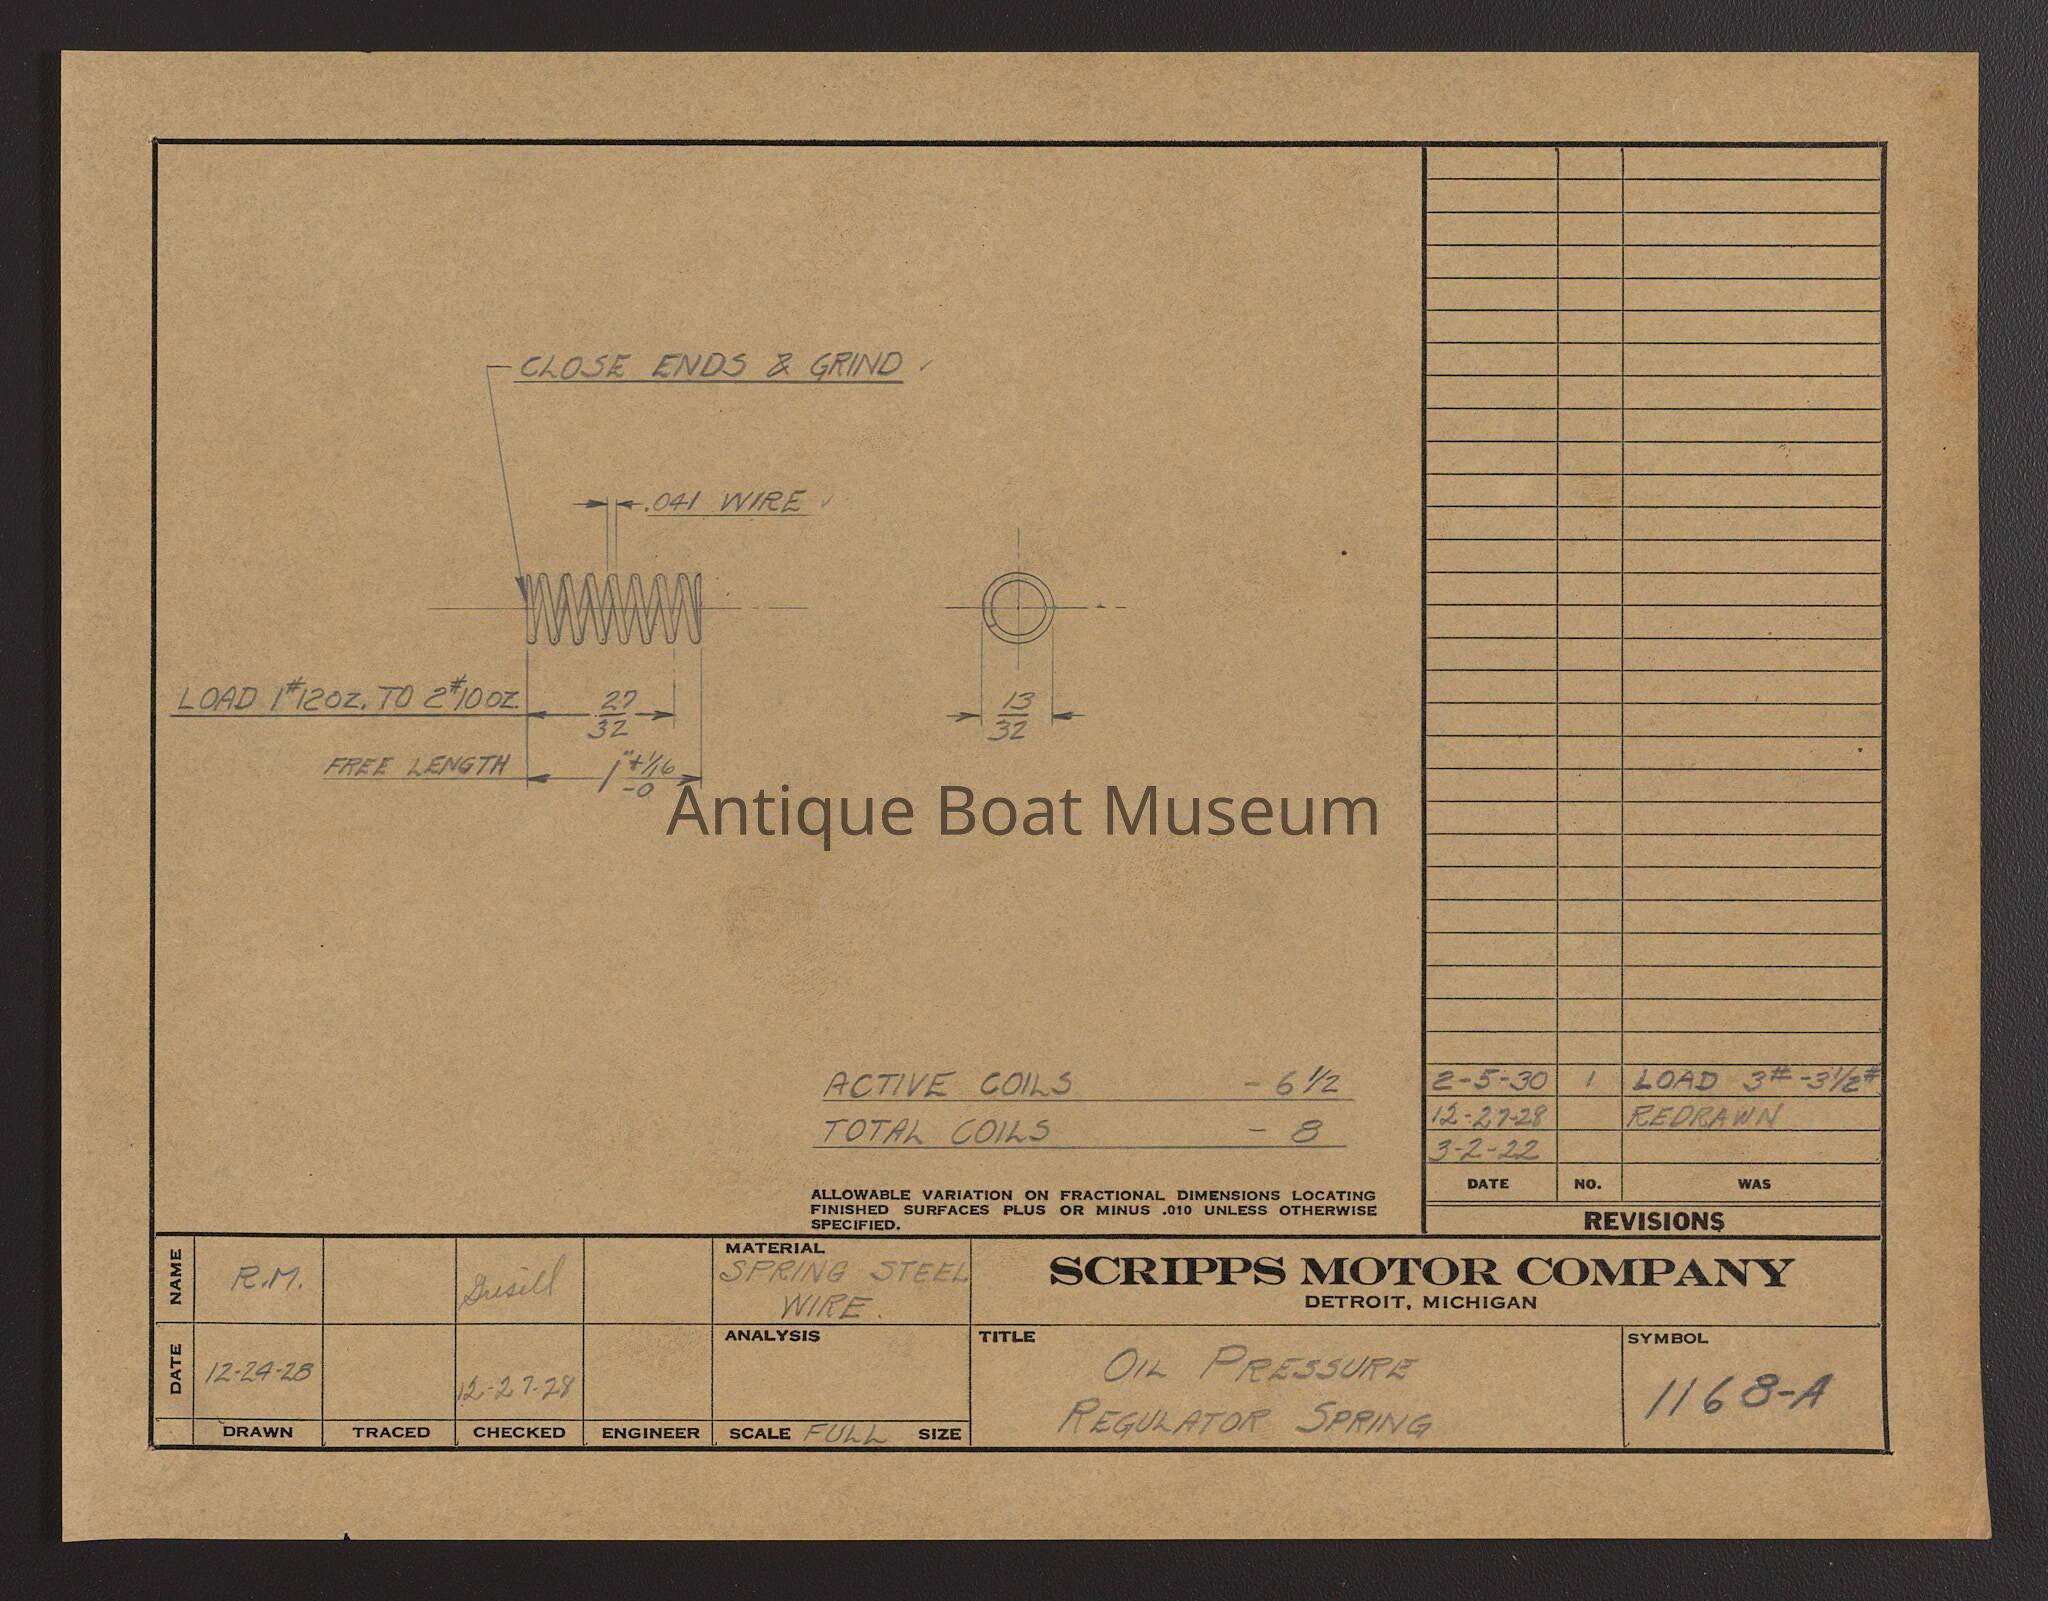 CLOSE ENDS & GRIND
.041 WIRE
LOAD 1#12OZ. TO 2#10OZ.
27/32
13/32
FREE LENGTH
1" +1/16 -0
Antique Boat Museum
ACTIVE COILS - 6 1/2
TOTAL COILS - 8
ALLOWABLE VARIATION ON FRACTIONAL DIMENSIONS LOCATING
FINISHED SURFACES PLUS OR MINUS .010 UNLESS OTHERWISE
SPECIFIED.
2-5-30 1 LOAD 3#-3 1/2#
12-27-28 REDRAWN
3-2-22
DATE NO. WAS
REVISIONS
NAME R.M.
DATE 12-24-28 12-27-28
DRAWN TRACED CHECKED ENGINEER
MATERIAL
SPRING STEEL
WIRE.
ANALYSIS
SCALE FULL SIZE
SCRIPPS MOTOR COMPANY
DETROIT, MICHIGAN
TITLE
OIL PRESSURE
REGULATOR SPRING
SYMBOL
1168-A